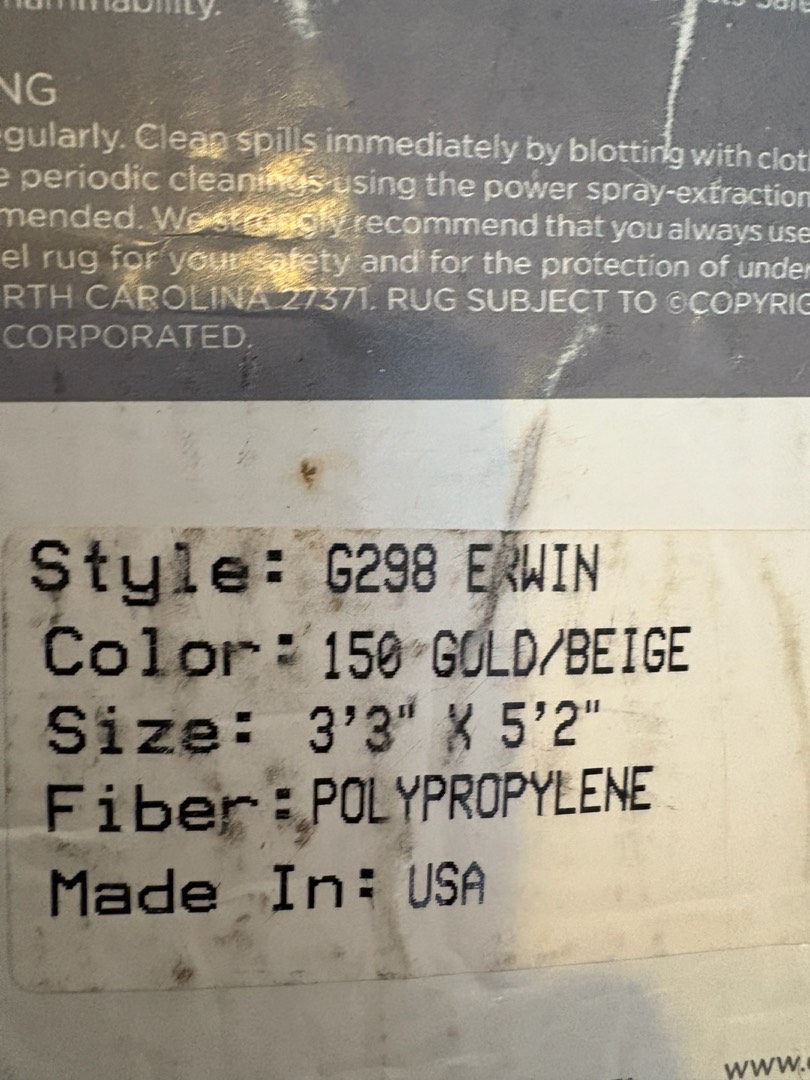 NG
egularly. Clean spills immediately by blotting with clot
e periodic cleanings using the power spray-extraction
mended. We strongly recommend that you always use
el rug for your safety and for the protection of under
RTH CAROLINA 27371. RUG SUBJECT TO ©COPYRIG
CORPORATED.
Style: G298 ERWIN
Color: 150 GOLD/BEIGE
Size: 3'3" X 5'2"
Fiber: POLYPROPYLENE
Made In: USA
www.